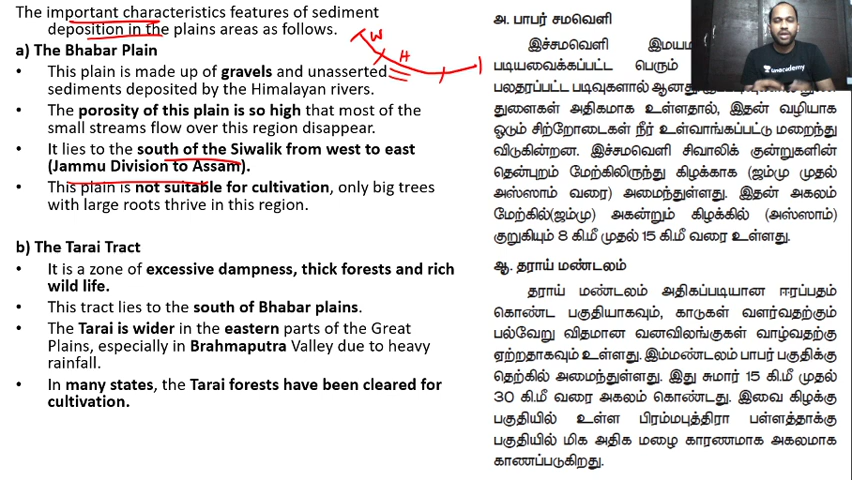 The important characteristics features of sediment
deposition in the plains areas as follows.
a) The Bhabar Plain
• This plain is made up of gravels and unasserted
sediments deposited by the Himalayan rivers.
• The porosity of this plain is so high that most of the
small streams flow over this region disappear.
• It lies to the south of the Siwalik from west to east
(Jammu Division to Assam).
• This plain is not suitable for cultivation, only big trees
with large roots thrive in this region.
b) The Tarai Tract
• It is a zone of excessive dampness, thick forests and rich
wild life.
• This tract lies to the south of Bhabar plains.
• The Tarai is wider in the eastern parts of the Great
Plains, especially in Brahmaputra Valley due to heavy
rainfall.
• In many states, the Tarai forests have been cleared for
cultivation.
W
H
அ. பாபர் சமவெளி
இச்சமவெளி
படியவைக்கப்பட்ட பெரும்
பலதரப்பட்ட படிவுகளால் ஆனது.
துளைகள் அதிகமாக உள்ளதால், இதன் வழியாக
ஓடும் சிற்றோடைகள் நீர் உள்வாங்கப்பட்டு மறைந்து
விடுகின்றன. இச்சமவெளி சிவாலிக் குன்றுகளின்
தென்புறம் மேற்கிலிருந்து கிழக்காக (ஜம்மு முதல்
அஸ்ஸாம் வரை) அமைந்துள்ளது. இதன் அகலம்
மேற்கில்(ஜம்மு) அகன்றும் கிழக்கில் (அஸ்ஸாம்)
குறுகியும் 8 கி.மீ முதல் 15 கி.மீ வரை உள்ளது.
ஆ. தராய் மண்டலம்
தராய் மண்டலம் அதிகப்படியான ஈரப்பதம்
கொண்ட பகுதியாகவும், காடுகள் வளர்வதற்கும்
பல்வேறு விதமான வனவிலங்குகள் வாழ்வதற்கு
ஏற்றதாகவும் உள்ளது. இம்மண்டலம் பாபர் பகுதிக்கு
தெற்கில் அமைந்துள்ளது. இது சுமார் 15 கி.மீ முதல்
30 கி.மீ வரை அகலம் கொண்டது. இவை கிழக்கு
பகுதியில் உள்ள பிரம்மபுத்திரா பள்ளத்தாக்கு
பகுதியில் மிக அதிக மழை காரணமாக அகலமாக
காணப்படுகிறது.
unacademy